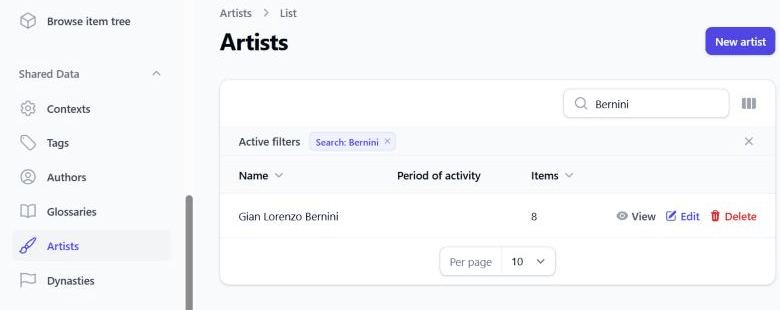 Browse item tree
Shared Data
Contexts
Tags
Authors
Glossaries
Artists
Dynasties
Artists > List
Artists
New artist
Bernini
Active filters Search: Bernini ×
Name Period of activity Items
Gian Lorenzo Bernini 8 View Edit Delete
Per page 10